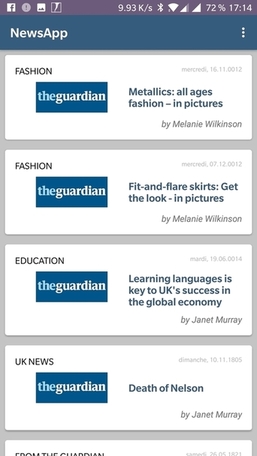 9.93 K/s 72 % 17:14
NewsApp
FASHION
mercredi, 16.11.0012
theguardian
Metallics: all ages
fashion – in pictures
by Melanie Wilkinson
FASHION
mercredi, 07.12.0012
theguardian
Fit-and-flare skirts: Get
the look - in pictures
by Melanie Wilkinson
EDUCATION
mardi, 19.06.0014
theguardian
Learning languages is
key to UK's success in
the global economy
by Janet Murray
UK NEWS
dimanche, 10.11.1805
theguardian
Death of Nelson
by Janet Murray
FROM THE GUARDIAN
samedi, 26.05.1821